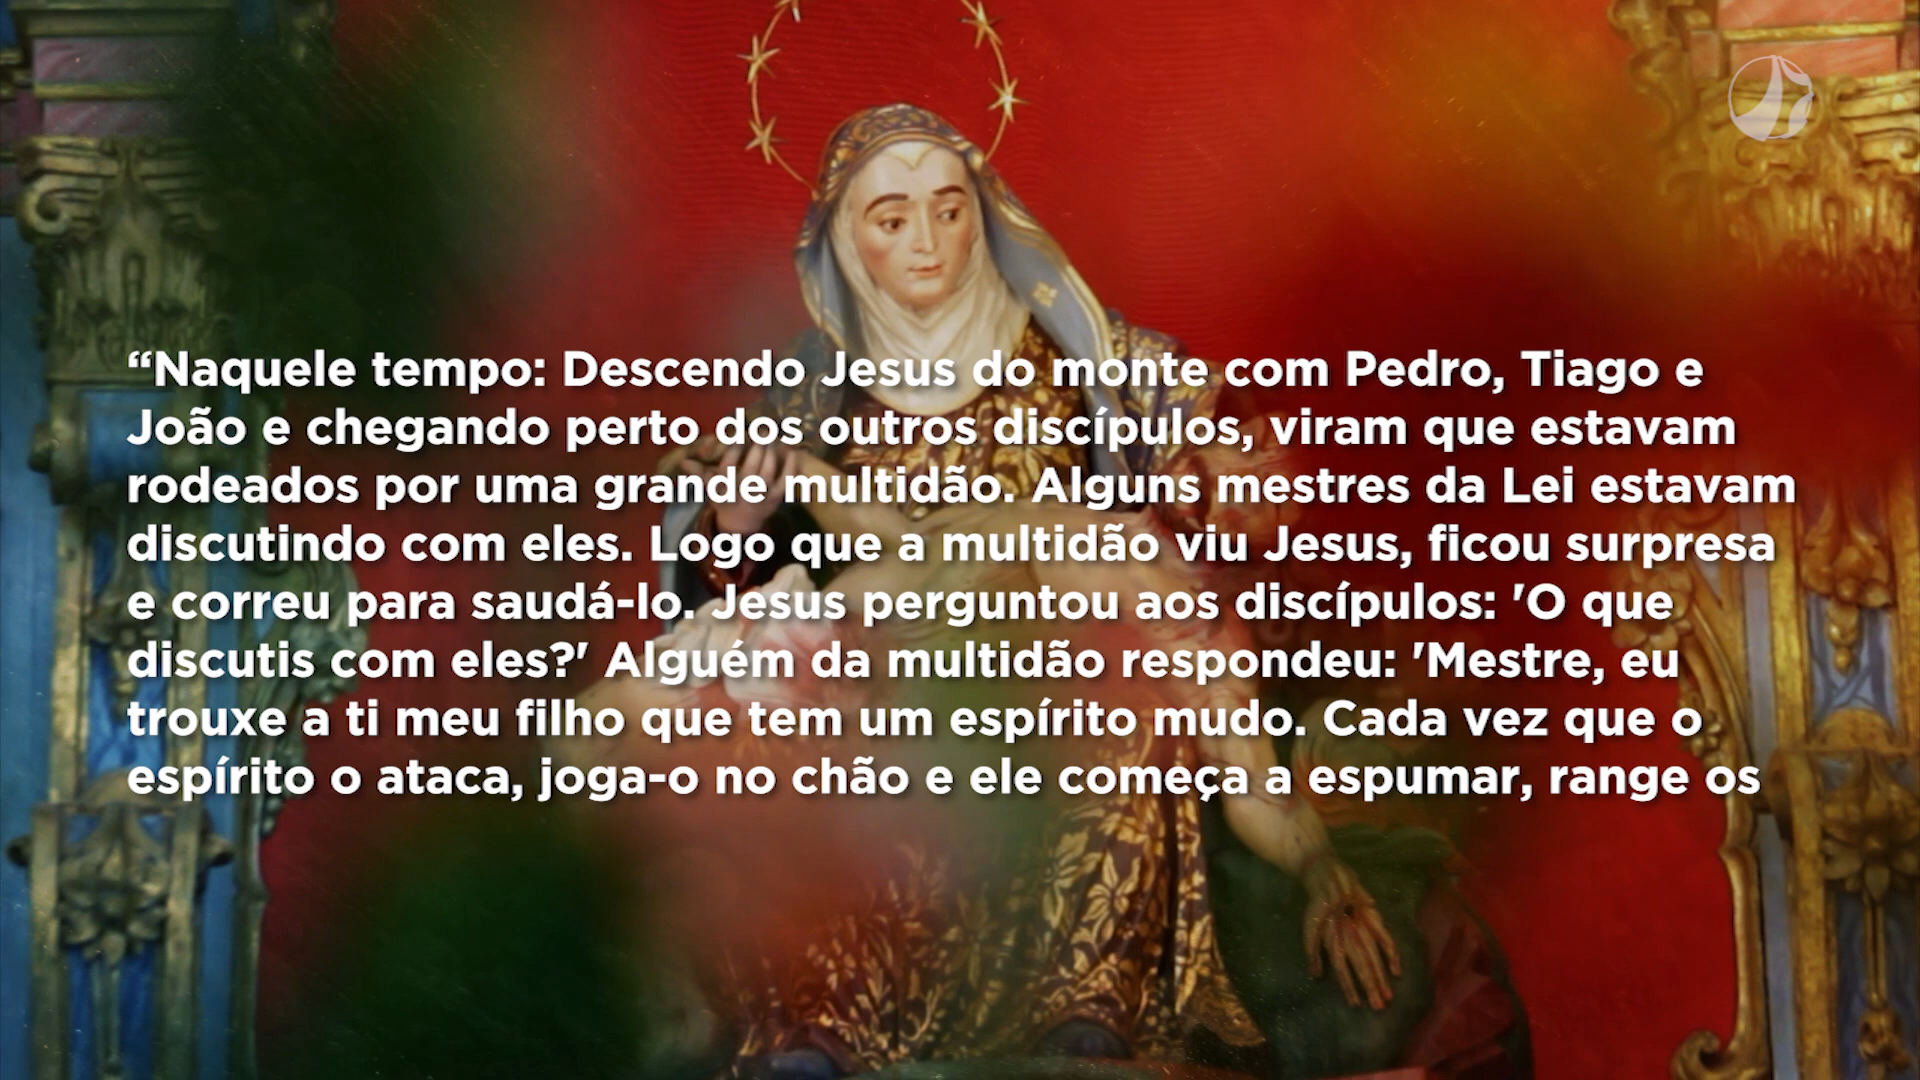 “Naquele tempo: Descendo Jesus do monte com Pedro, Tiago e
João e chegando perto dos outros discípulos, viram que estavam
rodeados por uma grande multidão. Alguns mestres da Lei estavam
discutindo com eles. Logo que a multidão viu Jesus, ficou surpresa
e correu para saudá-lo. Jesus perguntou aos discípulos: 'O que
discutis com eles?' Alguém da multidão respondeu: 'Mestre, eu
trouxe a ti meu filho que tem um espírito mudo. Cada vez que o
espírito o ataca, joga-o no chão e ele começa a espumar, range os